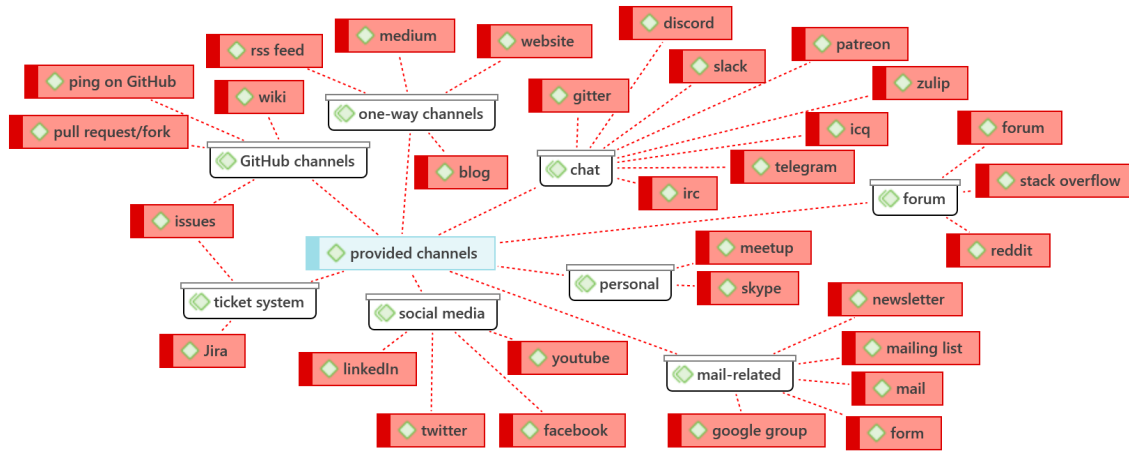 discord
medium
website
patreon
rss feed
slack
ping on GitHub
zulip
wiki
gitter
one-way channels
forum
icq
pull request/fork
GitHub channels
telegram
chat
blog
stack overflow
irc
forum
issues
meetup
reddit
provided channels
personal
skype
newsletter
ticket system
social media
mailing list
Jira
youtube
linkedIn
mail-related
mail
twitter
facebook
google group
form